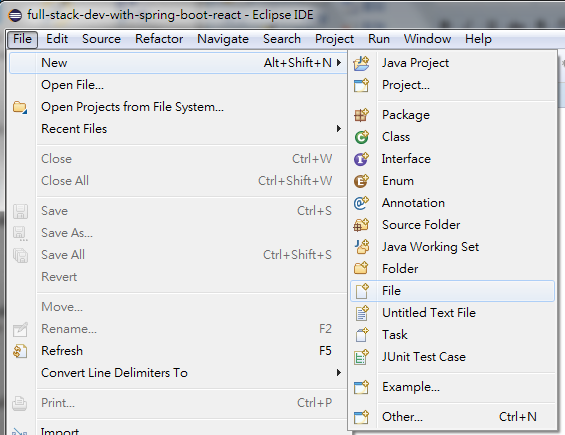 full-stack-dev-with-spring-boot-react - Eclipse IDE
File Edit Source Refactor Navigate Search Project Run Window Help
New Alt+Shift+N
Open File...
Open Projects from File System...
Recent Files
Close Ctrl+W
Close All Ctrl+Shift+W
Save Ctrl+S
Save As...
Save All Ctrl+Shift+S
Revert
Move...
Rename... F2
Refresh F5
Convert Line Delimiters To
Print... Ctrl+P
Import
Java Project
Project...
Package
Class
Interface
Enum
Annotation
Source Folder
Java Working Set
Folder
File
Untitled Text File
Task
JUnit Test Case
Example...
Other... Ctrl+N